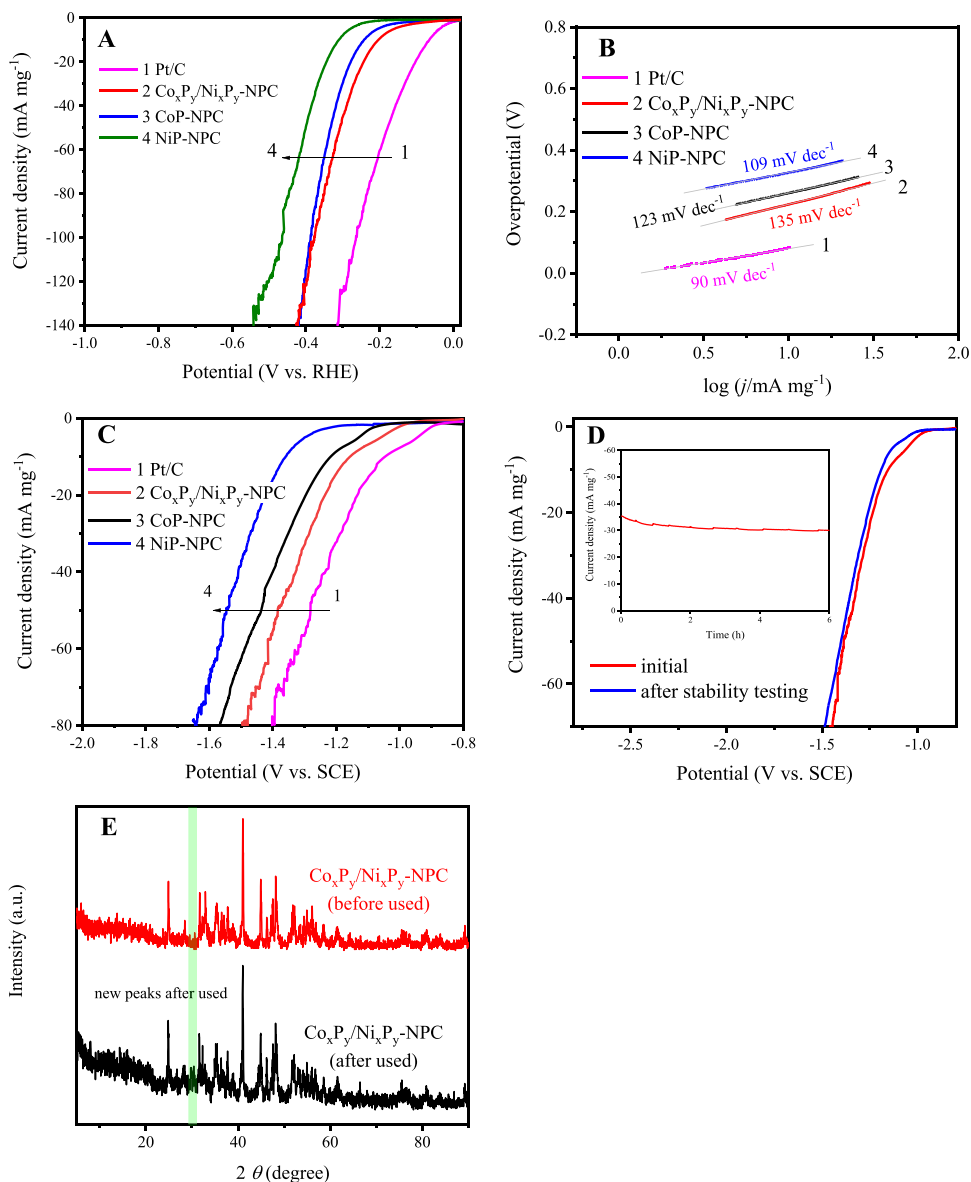 A
1 Pt/C
2 CoxPy/NixPy-NPC
3 CoP-NPC
4 NiP-NPC
4
1
0
-20
-40
-60
-80
-100
-120
-140
-1.0
-0.8
-0.6
-0.4
-0.2
0.0
Current density (mA mg⁻¹)
Potential (V vs. RHE)
B
1 Pt/C
2 CoxPy/NixPy-NPC
3 CoP-NPC
4 NiP-NPC
109 mV dec⁻¹
4
3
123 mV dec⁻¹
2
135 mV dec⁻¹
1
90 mV dec⁻¹
0.8
0.6
0.4
0.2
0.0
-0.2
0.0
0.5
1.0
1.5
2.0
Overpotential (V)
log (j/mA mg⁻¹)
C
1 Pt/C
2 CoxPy/NixPy-NPC
3 CoP-NPC
4 NiP-NPC
4
1
0
-20
-40
-60
-80
-2.0
-1.8
-1.6
-1.4
-1.2
-1.0
-0.8
Current density (mA mg⁻¹)
Potential (V vs. SCE)
D
-60
-50
-40
-30
-20
-10
0
0
2
4
6
Current density (mA mg⁻¹)
Time (h)
initial
after stability testing
0
-20
-40
-60
-2.5
-2.0
-1.5
-1.0
Current density (mA mg⁻¹)
Potential (V vs. SCE)
E
CoxPy/NixPy-NPC
(before used)
new peaks after used
CoxPy/NixPy-NPC
(after used)
20
40
60
80
Intensity (a.u.)
2 θ (degree)